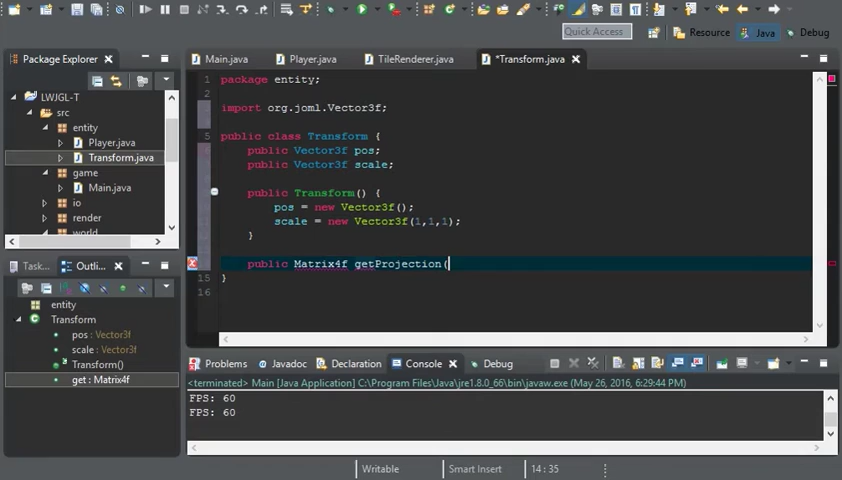 Quick Access
Resource
Java
Debug
Package Explorer
Main.java
Player.java
TileRenderer.java
*Transform.java
LWJGL-T
src
entity
Player.java
Transform.java
game
Main.java
io
render
world
1
package entity;
import org.joml.Vector3f;
5
public class Transform {
public Vector3f pos;
public Vector3f scale;
public Transform() {
pos = new Vector3f();
scale = new Vector3f(1,1,1);
}
public Matrix4f getProjection(
15
}
16
Task...
Outli...
entity
Transform
pos : Vector3f
scale : Vector3f
Transform()
get : Matrix4f
Problems
Javadoc
Declaration
Console
Debug
<terminated> Main [Java Application] C:\Program Files\Java\jre1.8.0_66\bin\javaw.exe (May 26, 2016, 6:29:44 PM)
FPS: 60
FPS: 60
Writable
Smart Insert
14 : 35